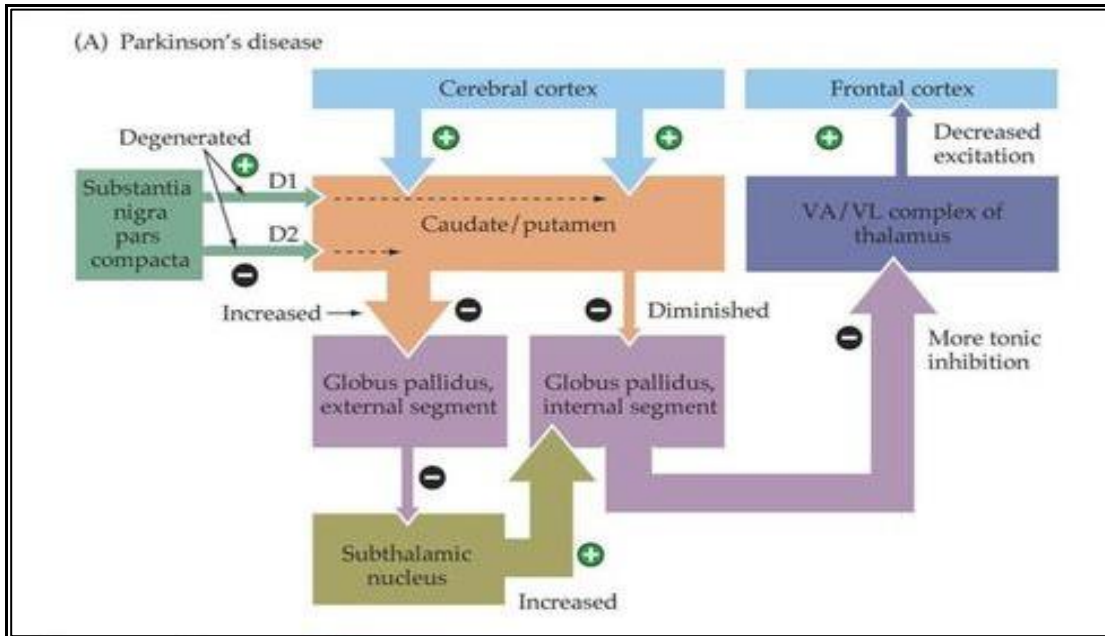 (A) Parkinson's disease
Cerebral cortex
Frontal cortex
+
+
+
Decreased
excitation
Degenerated
+
D1
Substantia
nigra
pars
compacta
D2
−
Caudate/putamen
VA/VL complex of
thalamus
Increased
−
−
Diminished
−
More tonic
inhibition
Globus pallidus,
external segment
Globus pallidus,
internal segment
−
Subthalamic
nucleus
+
Increased